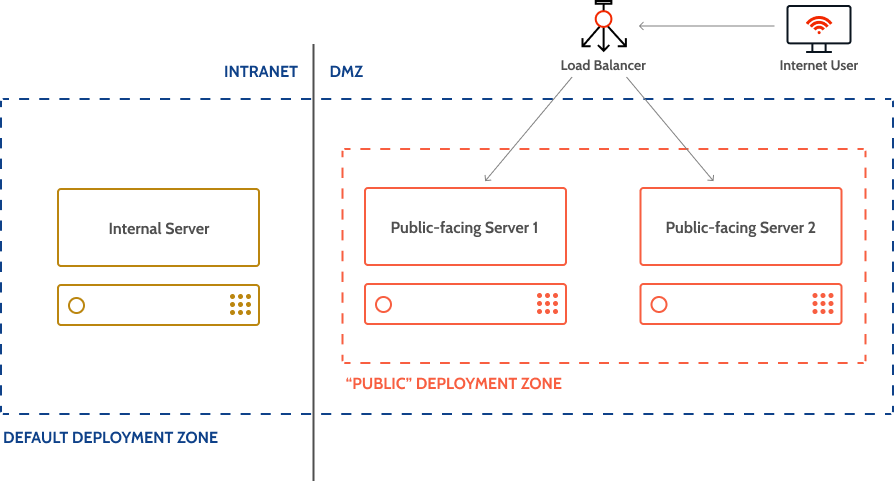 INTRANET
DMZ
Load Balancer
Internet User
Internal Server
Public-facing Server 1
Public-facing Server 2
“PUBLIC” DEPLOYMENT ZONE
DEFAULT DEPLOYMENT ZONE